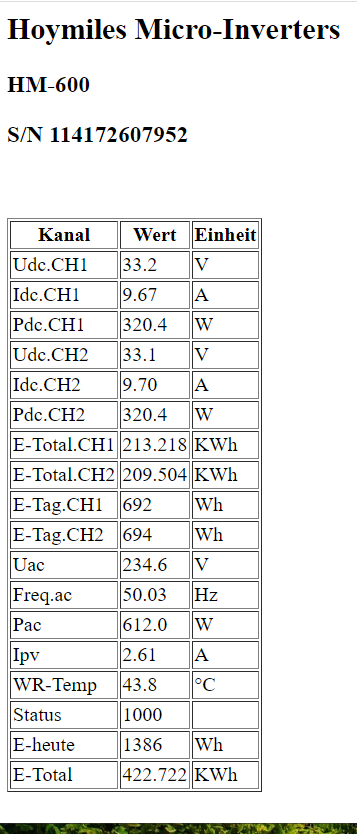 Hoymiles Micro-Inverters
HM-600
S/N 114172607952
Kanal Wert Einheit
Udc.CH1 33.2 V
Idc.CH1 9.67 A
Pdc.CH1 320.4 W
Udc.CH2 33.1 V
Idc.CH2 9.70 A
Pdc.CH2 320.4 W
E-Total.CH1 213.218 KWh
E-Total.CH2 209.504 KWh
E-Tag.CH1 692 Wh
E-Tag.CH2 694 Wh
Uac 234.6 V
Freq.ac 50.03 Hz
Pac 612.0 W
Ipv 2.61 A
WR-Temp 43.8 °C
Status 1000
E-heute 1386 Wh
E-Total 422.722 KWh